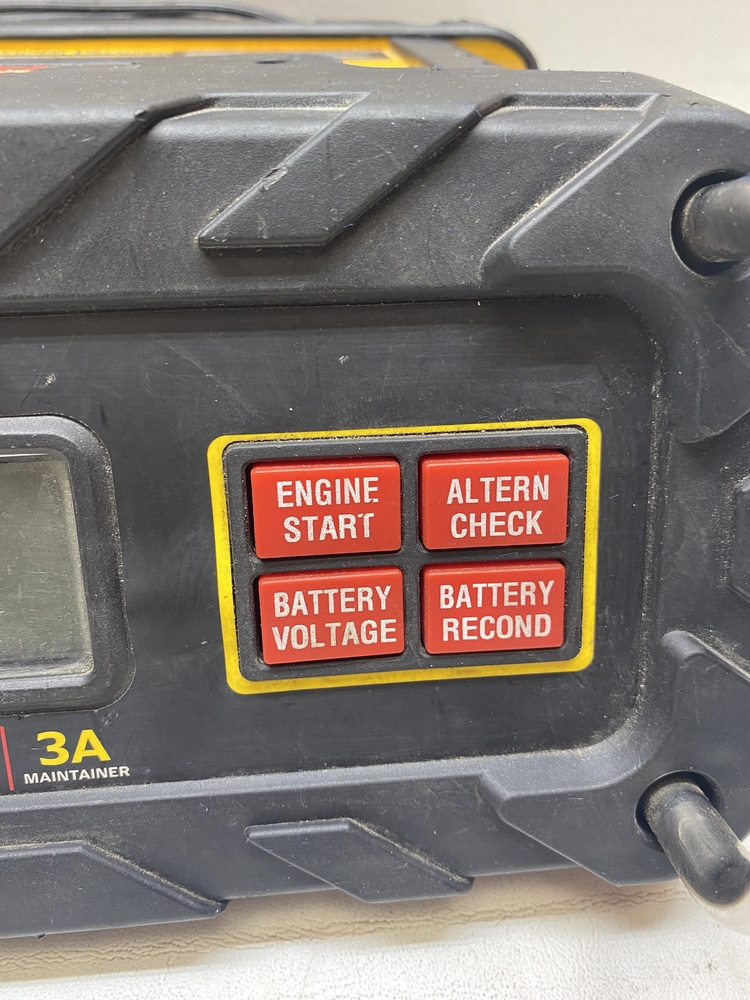 ENGINE
START
ALTERN
CHECK
BATTERY
VOLTAGE
BATTERY
RECOND
3A
MAINTAINER